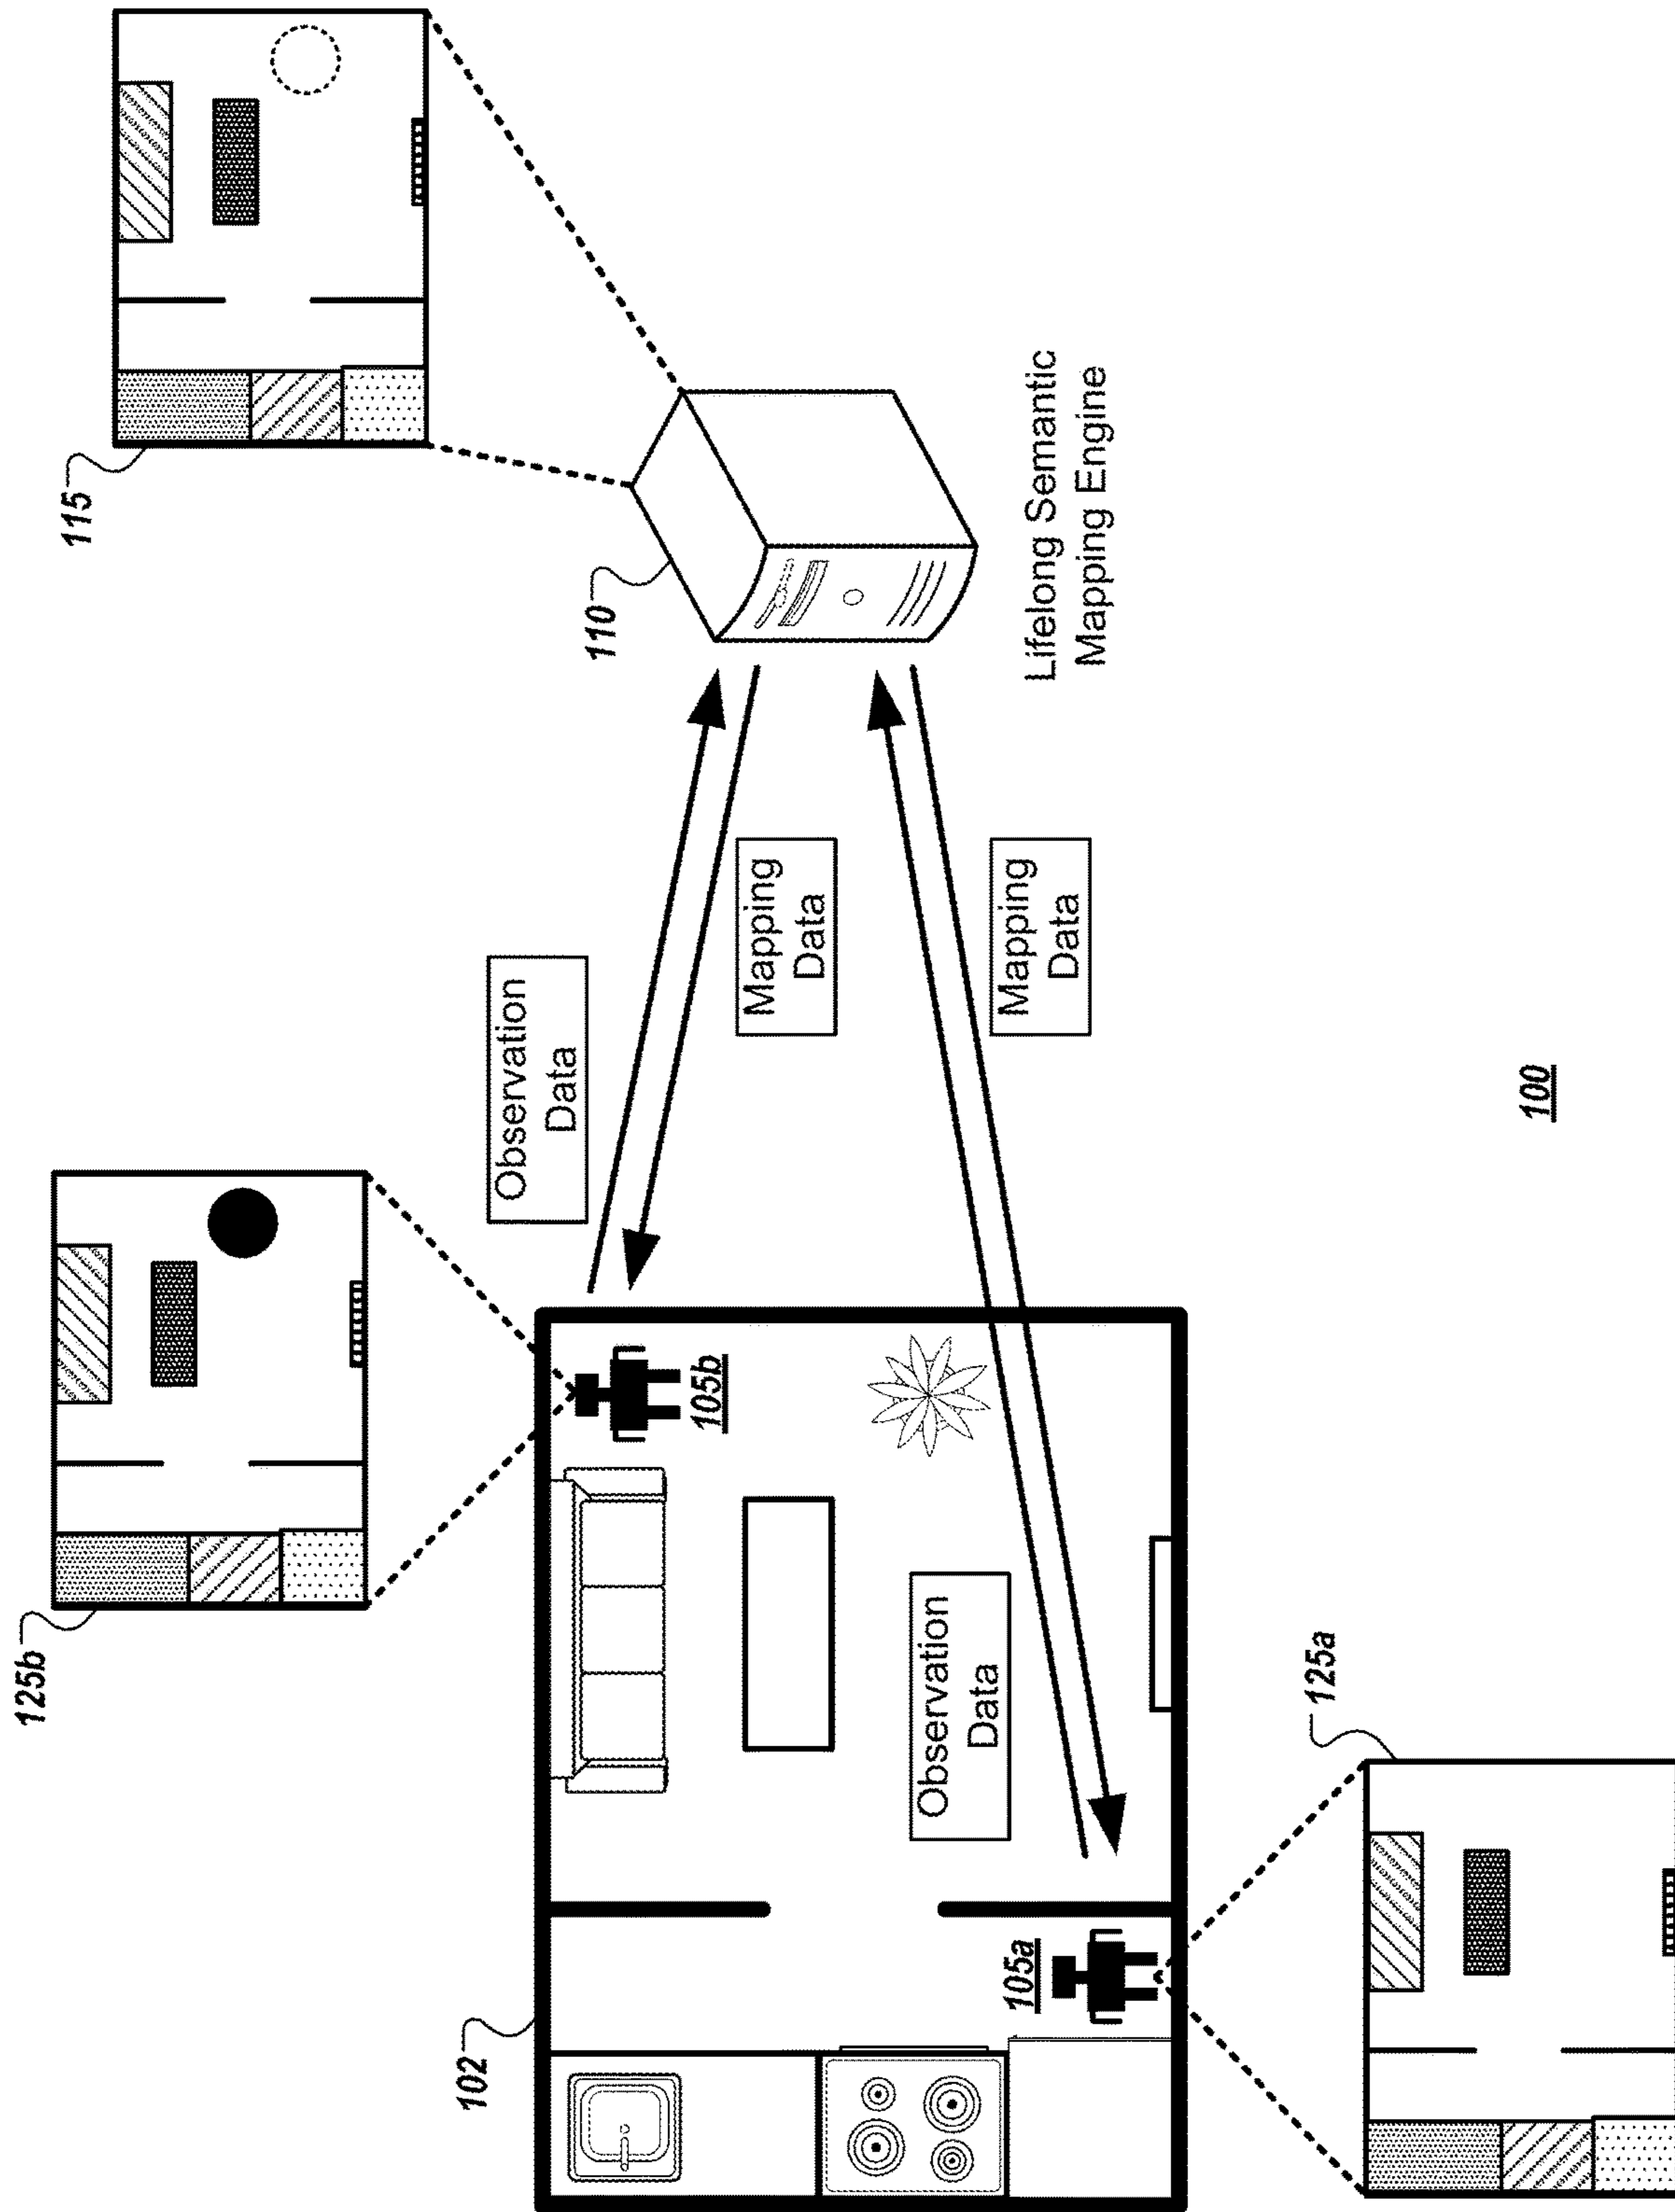 125b
115
Observation
Data
110
102
105b
Mapping
Data
Lifelong Semantic
Mapping Engine
Observation
Data
Mapping
Data
105a
125a
100